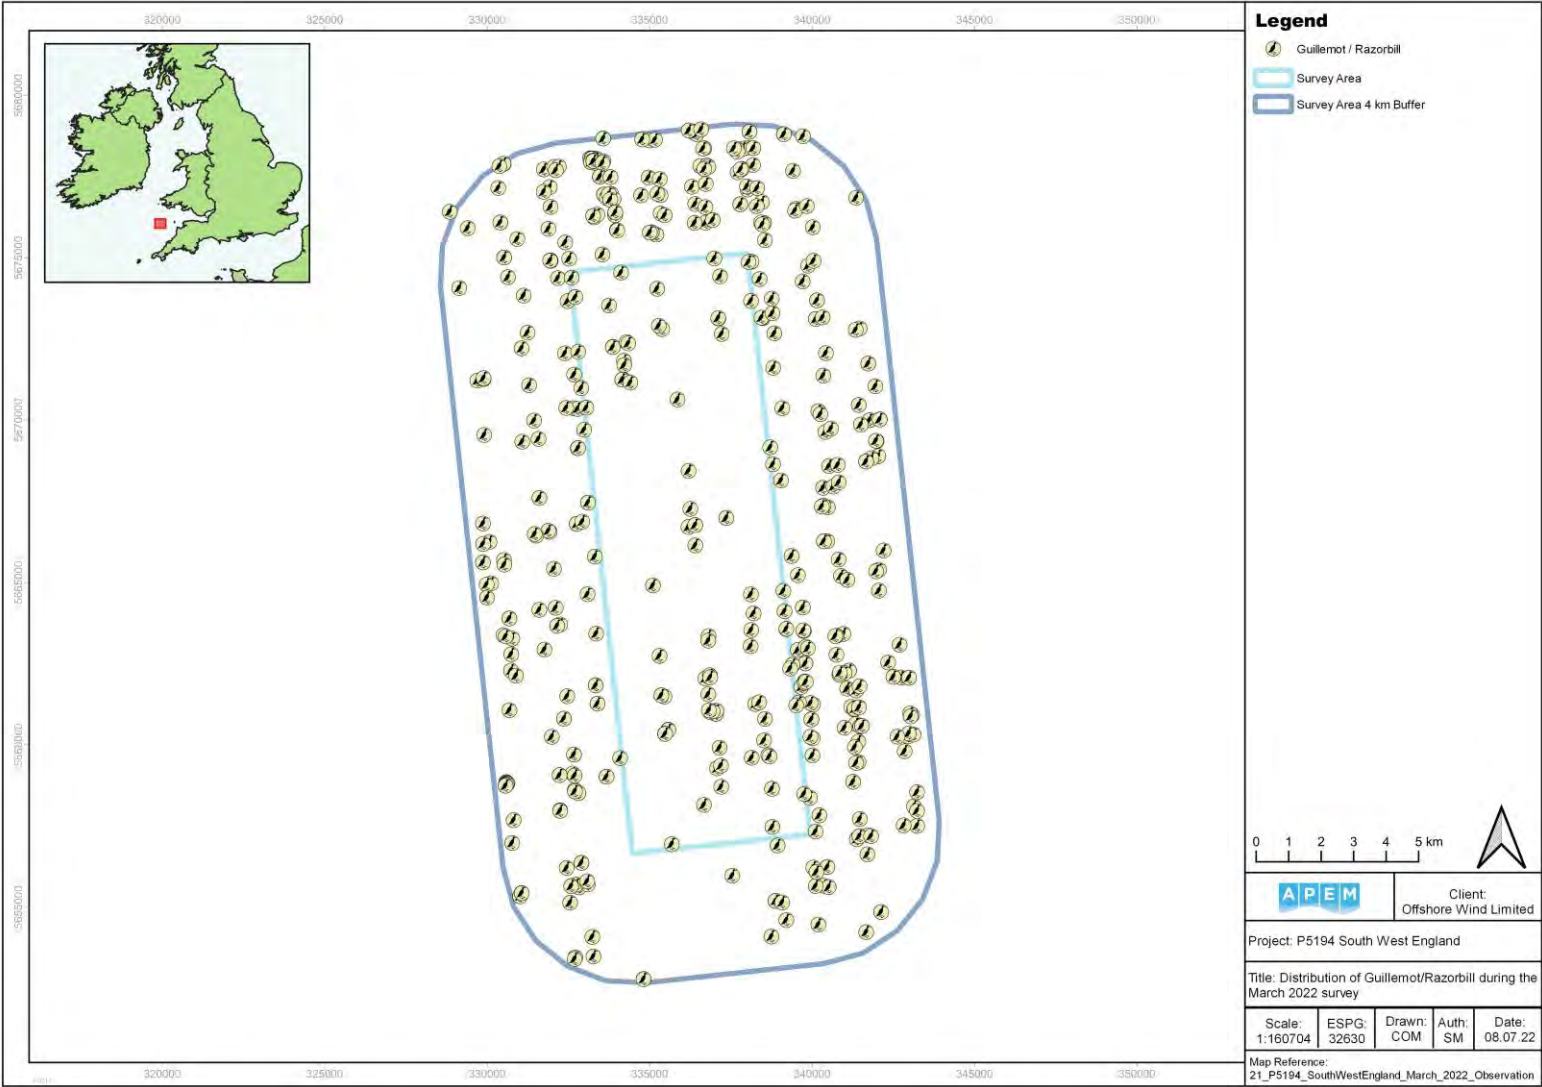 320000 325000 330000 335000 340000 345000 350000
5680000
5675000
5670000
5665000
5660000
5655000
320000 325000 330000 335000 340000 345000 350000
Legend
Guillemot / Razorbill
Survey Area
Survey Area 4 km Buffer
0 1 2 3 4 5 km
APEM
Client:
Offshore Wind Limited
Project: P5194 South West England
Title: Distribution of Guillemot/Razorbill during the
March 2022 survey
Scale:
1:160704
ESPG:
32630
Drawn:
COM
Auth:
SM
Date:
08.07.22
Map Reference:
21_P5194_SouthWestEngland_March_2022_Observation